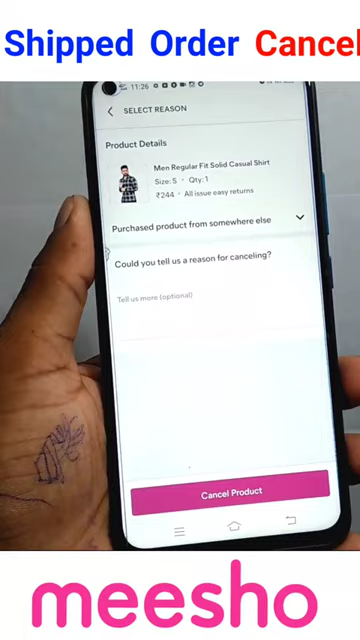 Shipped Order Cancel
11:26
SELECT REASON
Product Details
Men Regular Fit Solid Casual Shirt
Size: S • Qty: 1
₹244 • All issue easy returns
Purchased product from somewhere else
Could you tell us a reason for canceling?
Tell us more (optional)
Cancel Product
meesho